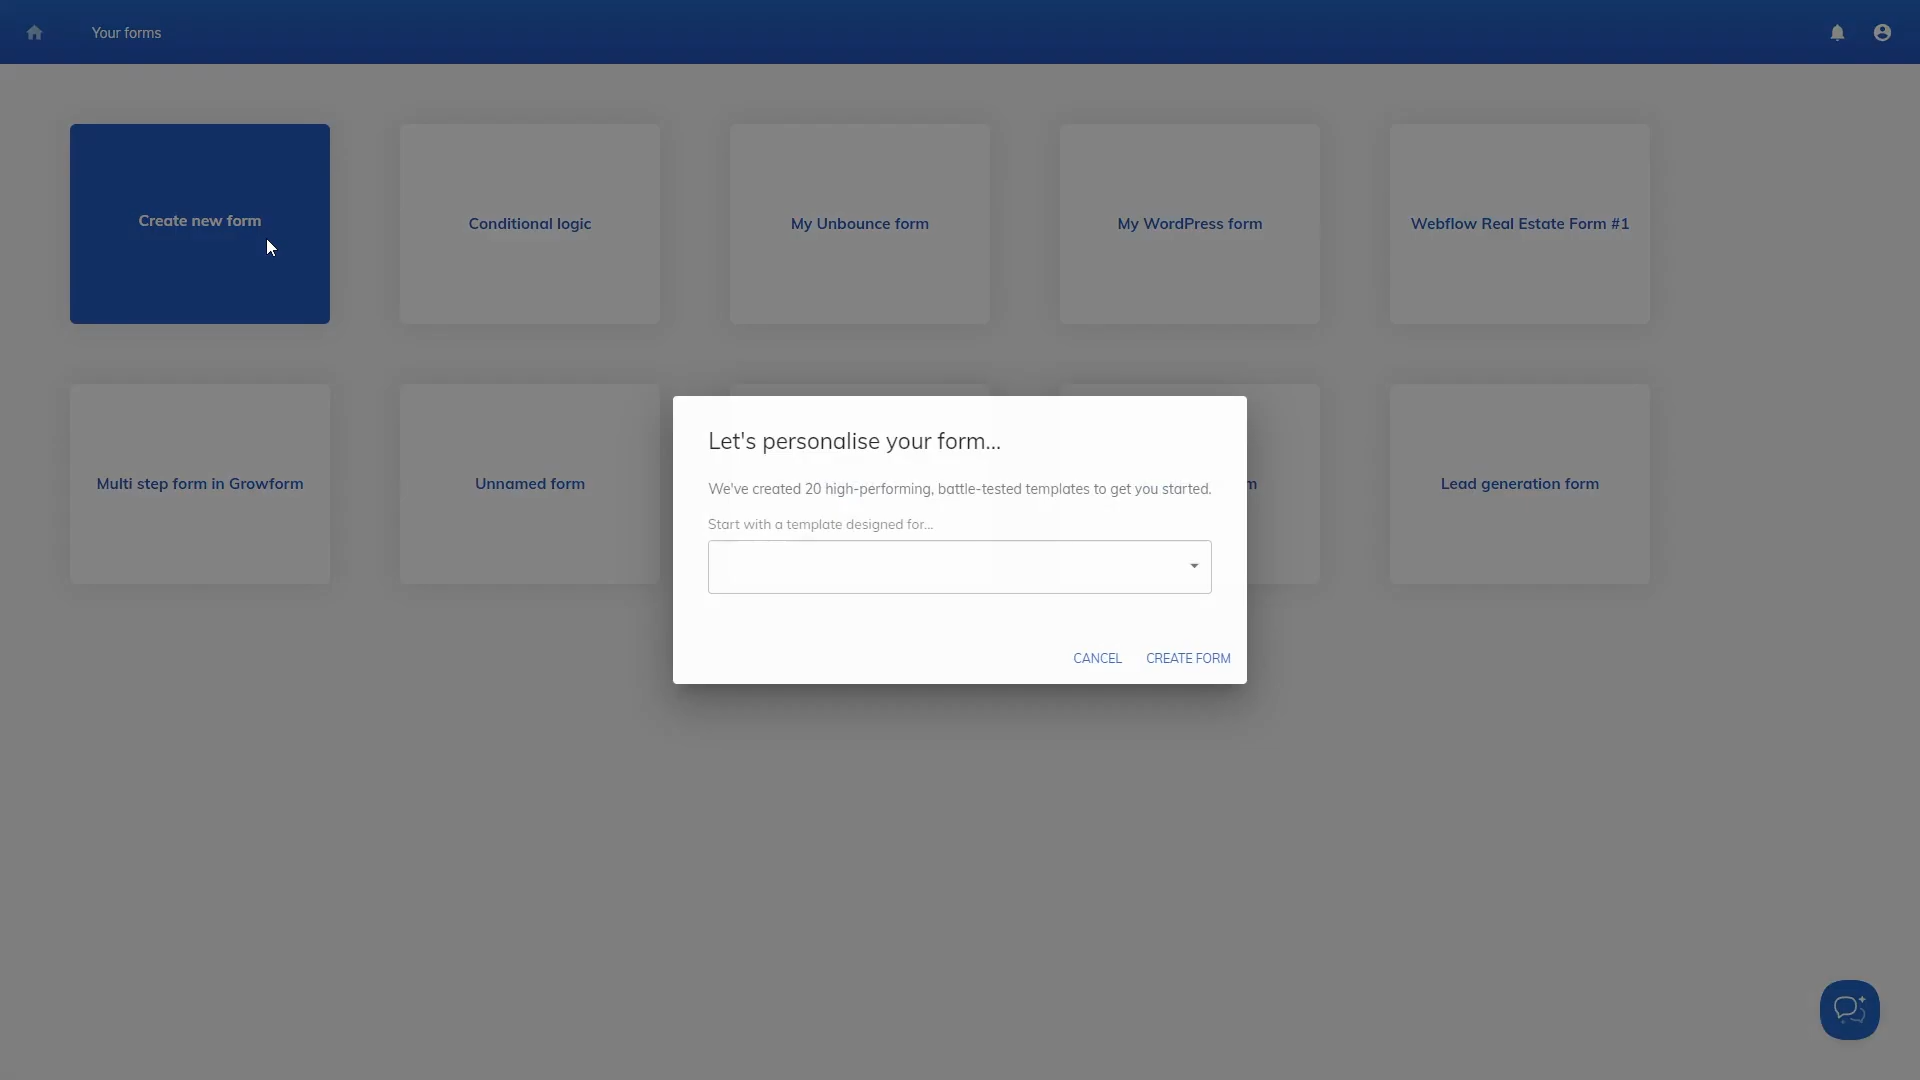 Your forms
Create new form
Conditional logic
My Unbounce form
My WordPress form
Webflow Real Estate Form #1
Multi step form in Growform
Unnamed form
Lead generation form
Let's personalise your form...
We've created 20 high-performing, battle-tested templates to get you started.
Start with a template designed for...
CANCEL
CREATE FORM